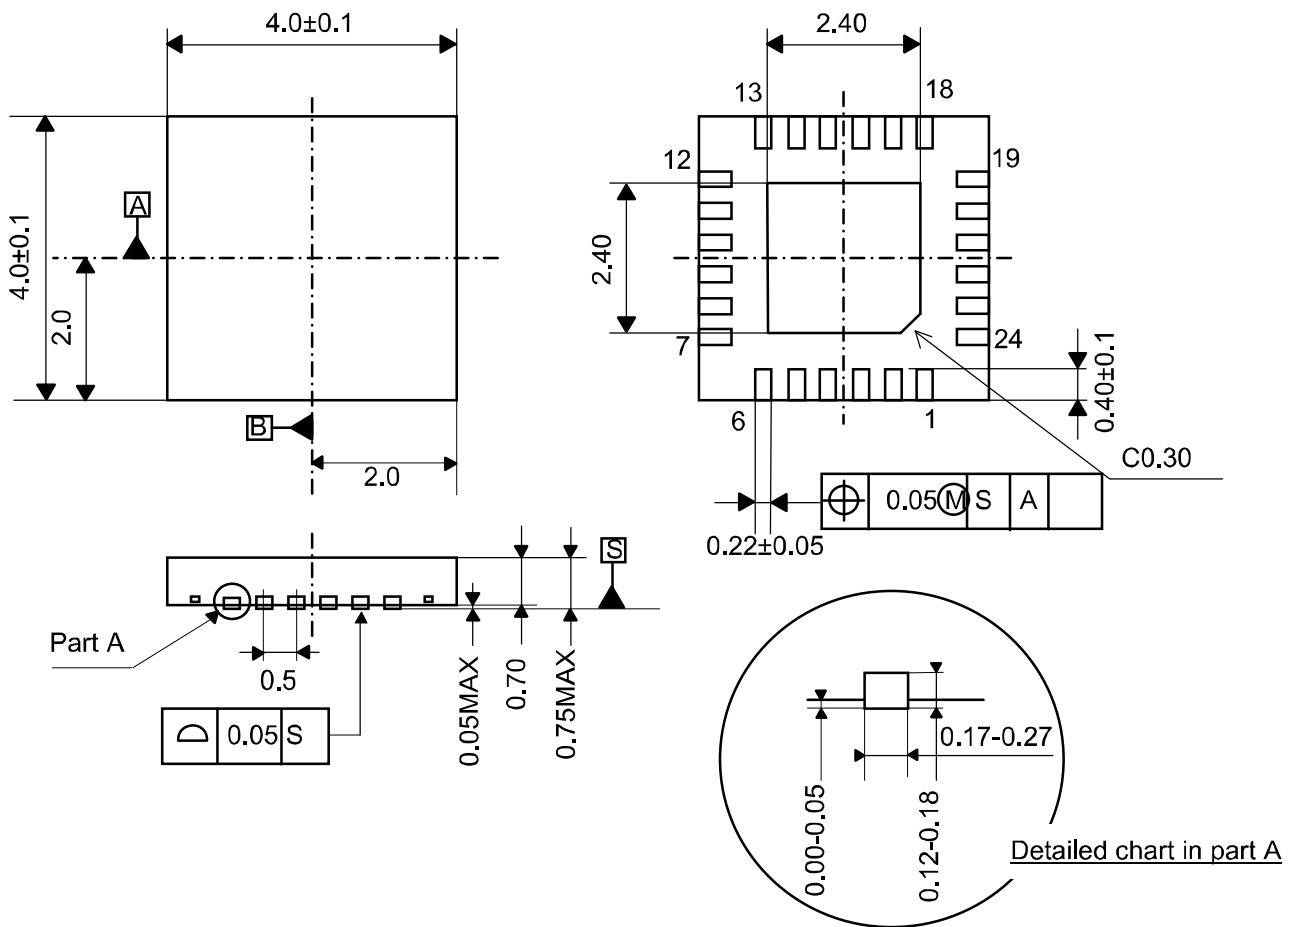 4.0±0.1
2.40
13
18
A
4.0±0.1
2.0
12
19
2.40
7
24
0.40±0.1
B
2.0
6
1
C0.30
0.05 M S A
0.22±0.05
S
Part A
0.5
0.05 S
0.05MAX
0.70
0.75MAX
0.17-0.27
0.00-0.05
0.12-0.18
Detailed chart in part A